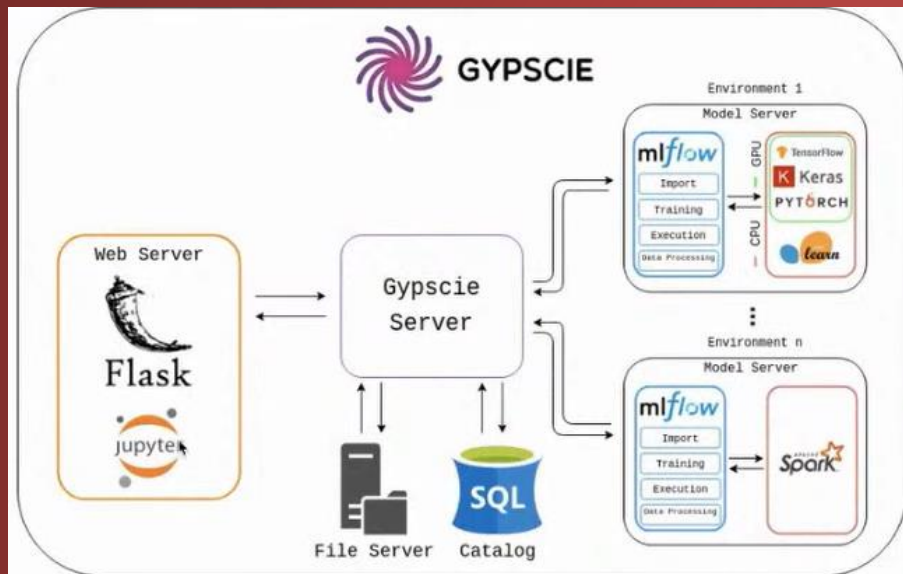 GYPSCIE
Web Server
Flask
jupyter
Gypscie
Server
File Server
SQL
Catalog
Environment 1
Model Server
mlflow
Import
Training
Execution
Data Processing
GPU
CPU
TensorFlow
K Keras
PYTORCH
learn
Environment n
Model Server
mlflow
Import
Training
Execution
Data Processing
APACHE
Spark